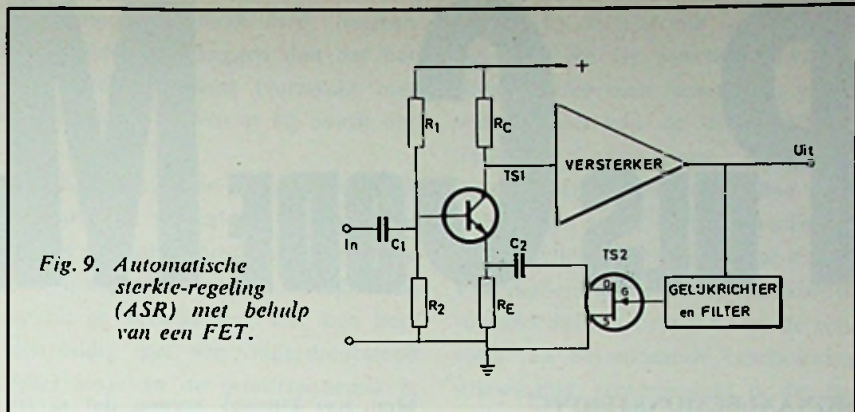 Fig. 9. Automatische
sterkte-regeling
(ASR) met behulp
van een FET.
+
R1
RC
VERSTERKER
Uit
TS1
In
C1
C2
TS2
R2
RE
D
G
S
GELIJKRICHTER
en FILTER